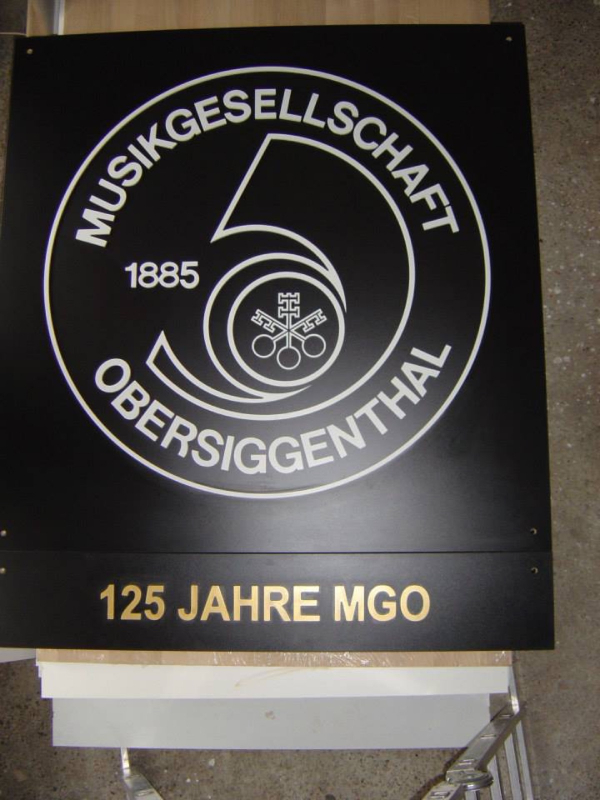 MUSIKGESELLSCHAFT
1885
OBERSIGGENTHAL
125 JAHRE MGO